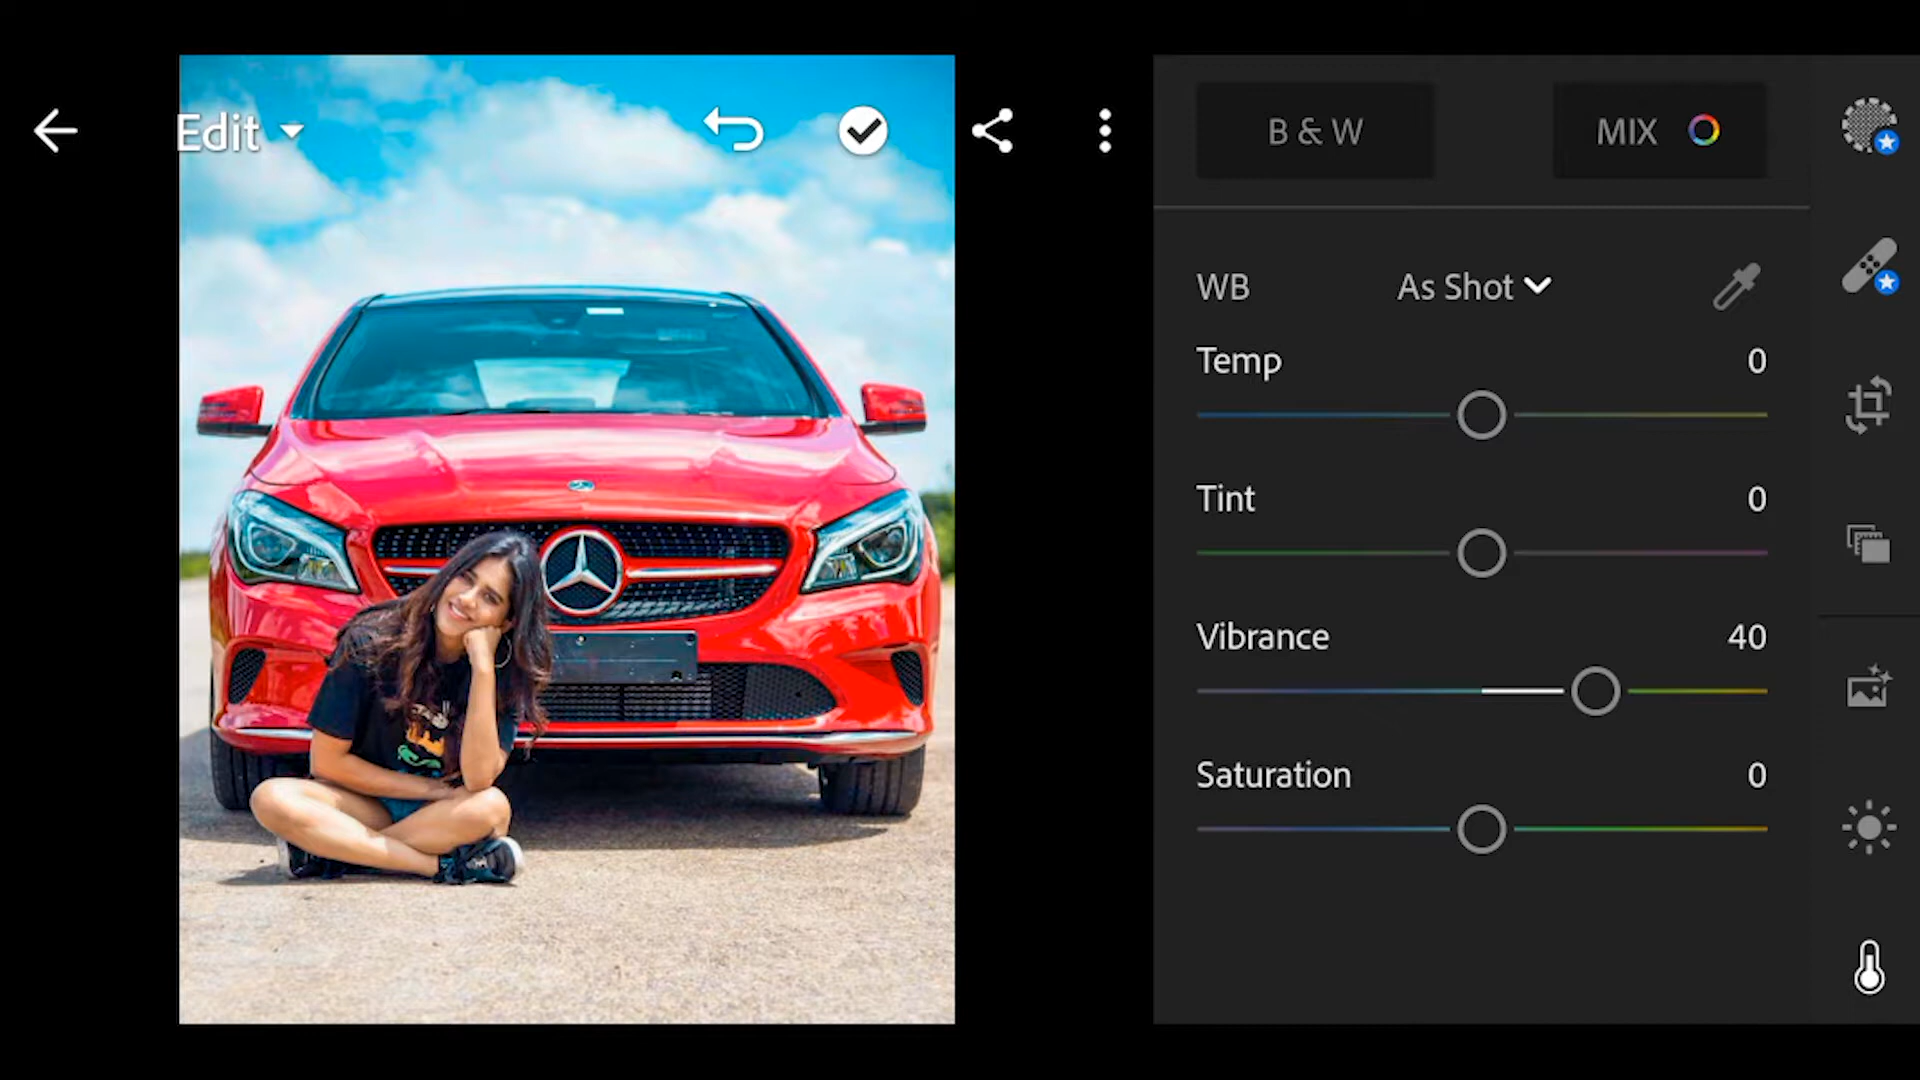 Edit
B & W
MIX
WB
As Shot
Temp
0
Tint
0
Vibrance
40
Saturation
0